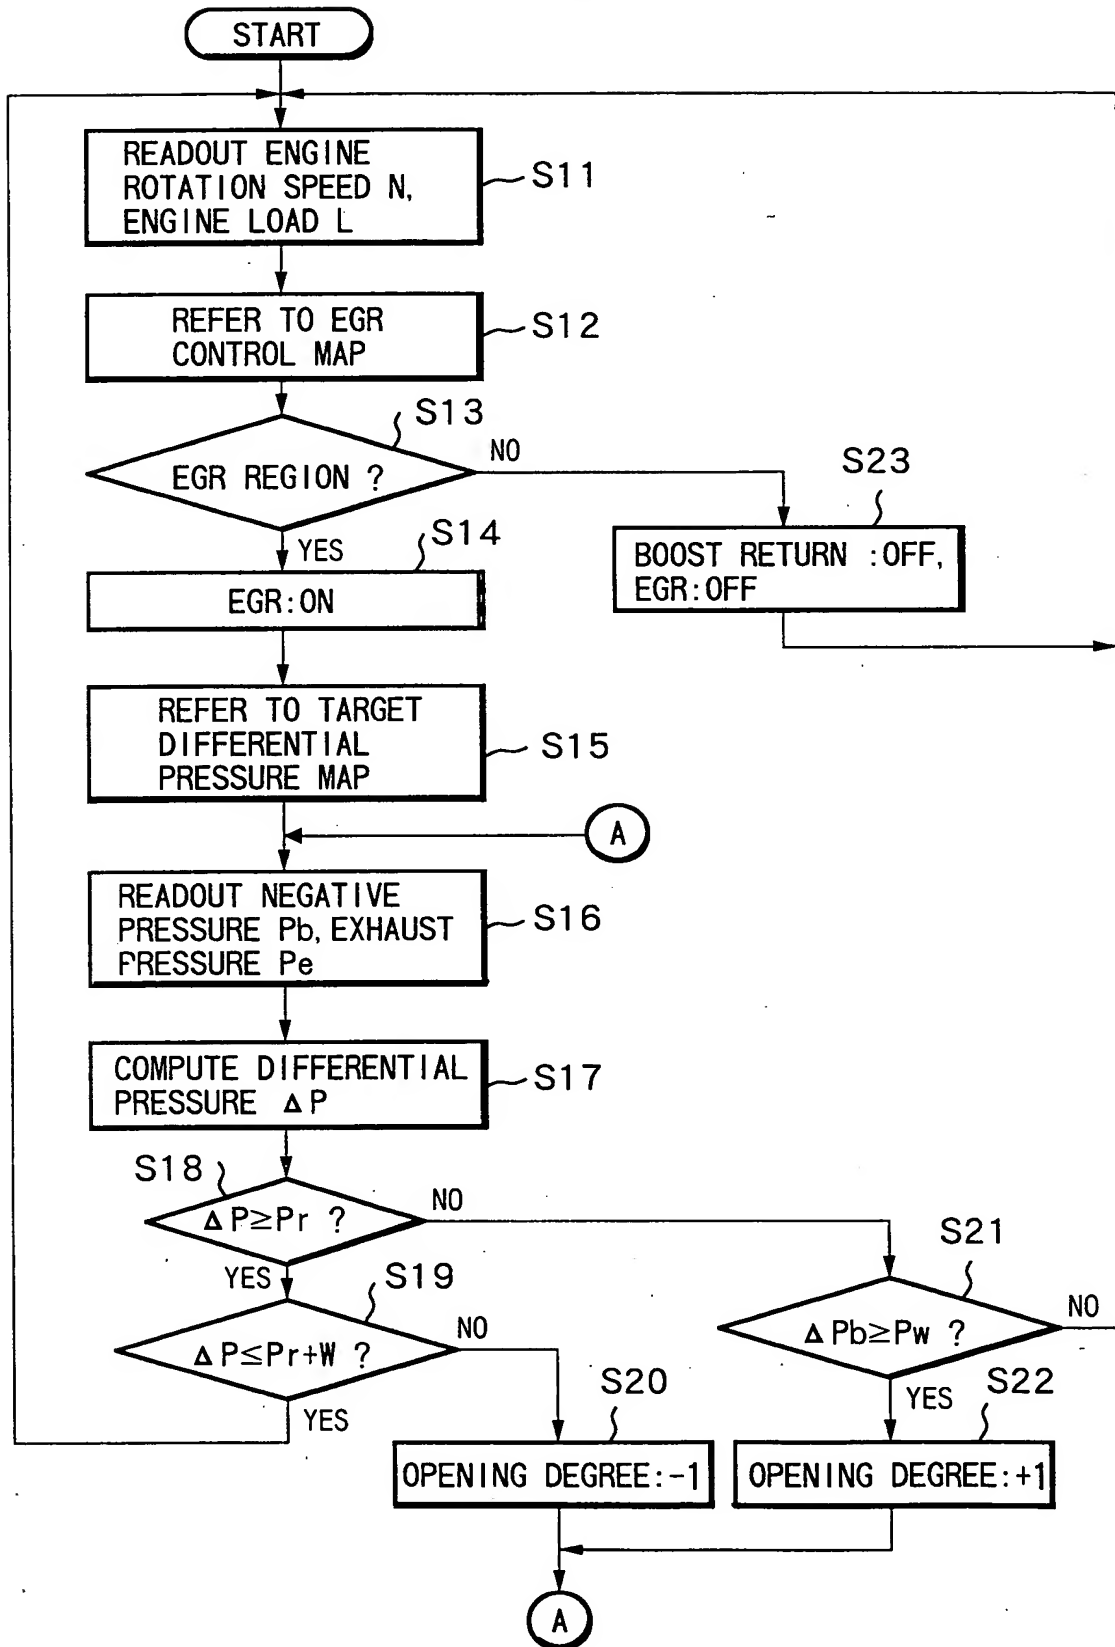 START
READOUT ENGINE
ROTATION SPEED N,
ENGINE LOAD L
S11
REFER TO EGR
CONTROL MAP
S12
S13
EGR REGION ?
NO
YES
S14
EGR:ON
S23
BOOST RETURN :OFF,
EGR:OFF
REFER TO TARGET
DIFFERENTIAL
PRESSURE MAP
S15
A
READOUT NEGATIVE
PRESSURE Pb, EXHAUST
PRESSURE Pe
S16
COMPUTE DIFFERENTIAL
PRESSURE ΔP
S17
S18
ΔP≥Pr ?
NO
YES
S19
ΔP≤Pr+W ?
NO
YES
S21
ΔPb≥Pw ?
NO
YES
S20
OPENING DEGREE:-1
S22
OPENING DEGREE:+1
A